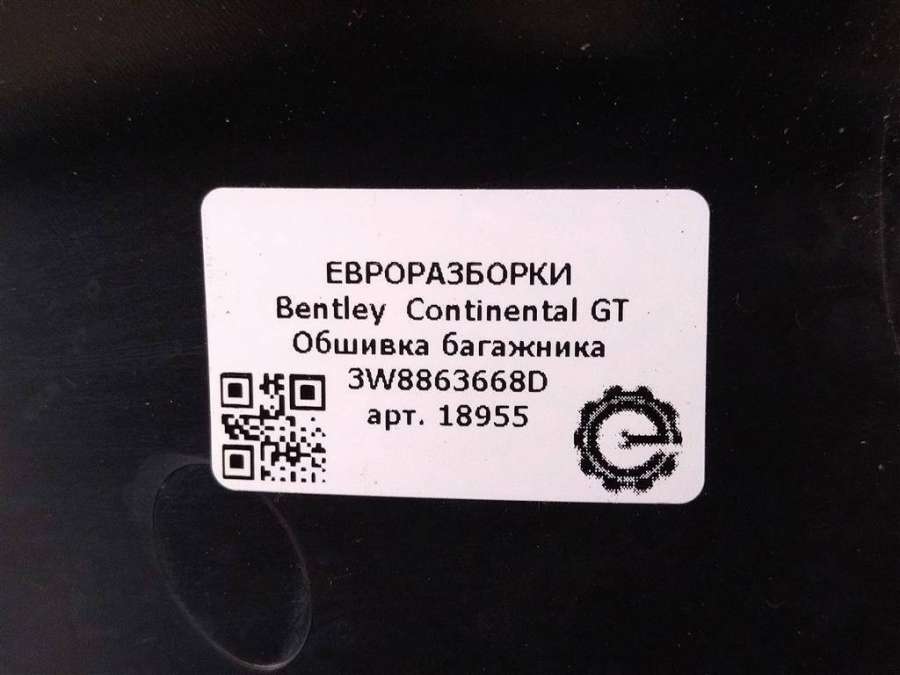 ЕВРОРАЗБОРКИ
Bentley Continental GT
Обшивка багажника
3W8863668D
арт. 18955